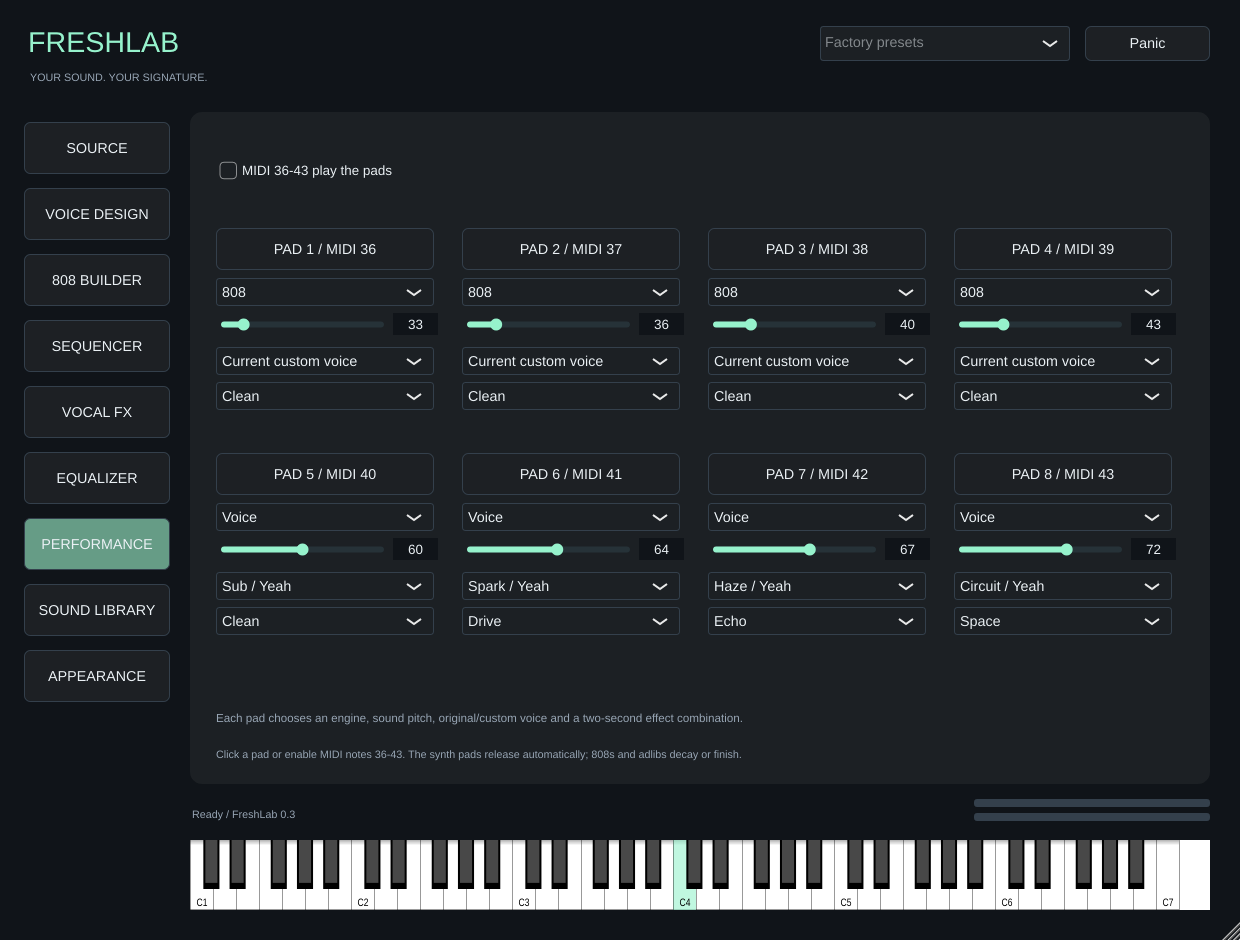 FRESHLAB
YOUR SOUND. YOUR SIGNATURE.
Factory presets
Panic
SOURCE
VOICE DESIGN
808 BUILDER
SEQUENCER
VOCAL FX
EQUALIZER
PERFORMANCE
SOUND LIBRARY
APPEARANCE
MIDI 36-43 play the pads
PAD 1 / MIDI 36 PAD 2 / MIDI 37 PAD 3 / MIDI 38 PAD 4 / MIDI 39
808 808 808 808
33 36 40 43
Current custom voice Current custom voice Current custom voice Current custom voice
Clean Clean Clean Clean
PAD 5 / MIDI 40 PAD 6 / MIDI 41 PAD 7 / MIDI 42 PAD 8 / MIDI 43
Voice Voice Voice Voice
60 64 67 72
Sub / Yeah Spark / Yeah Haze / Yeah Circuit / Yeah
Clean Drive Echo Space
Each pad chooses an engine, sound pitch, original/custom voice and a two-second effect combination.
Click a pad or enable MIDI notes 36-43. The synth pads release automatically; 808s and adlibs decay or finish.
Ready / FreshLab 0.3
C1 C2 C3 C4 C5 C6 C7